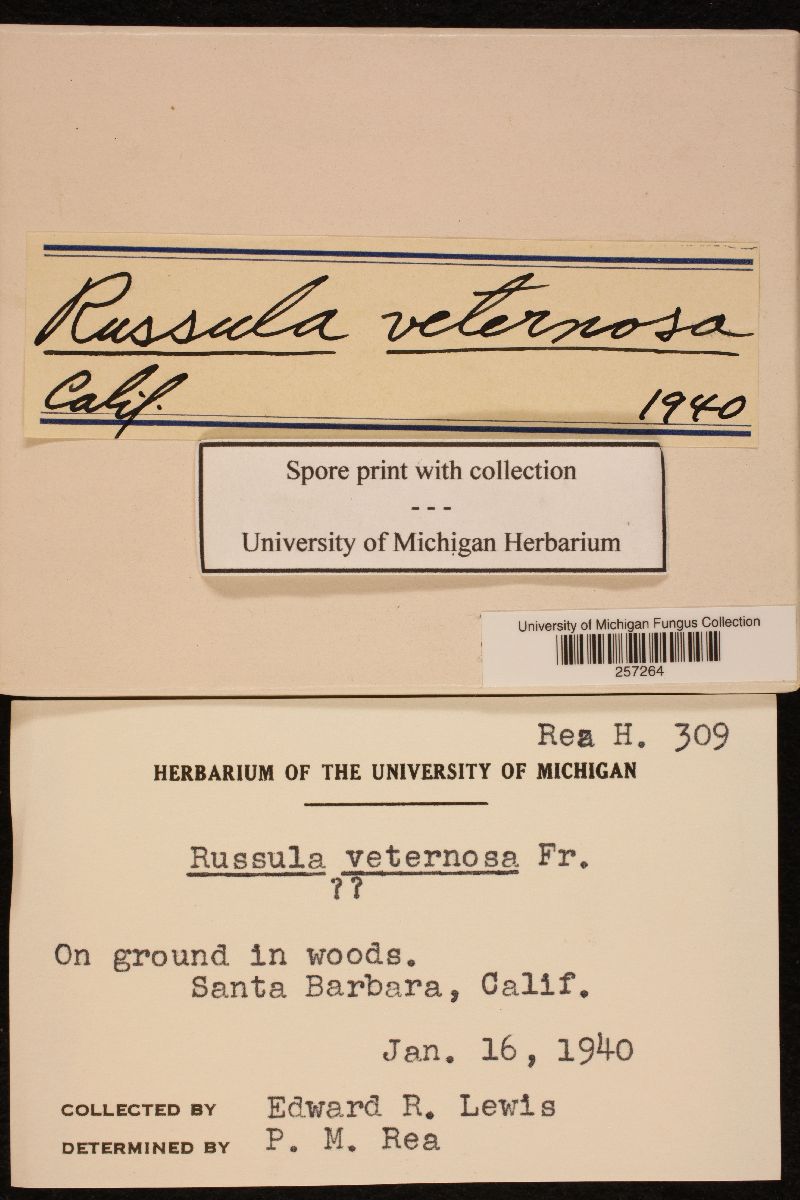 Russula veternosa
Calif. 1940
Spore print with collection
---
University of Michigan Herbarium
University of Michigan Fungus Collection
257264
Rea H. 309
HERBARIUM OF THE UNIVERSITY OF MICHIGAN
Russula veternosa Fr.
??
On ground in woods.
Santa Barbara, Calif.
Jan. 16, 1940
COLLECTED BY Edward R. Lewis
DETERMINED BY P. M. Rea